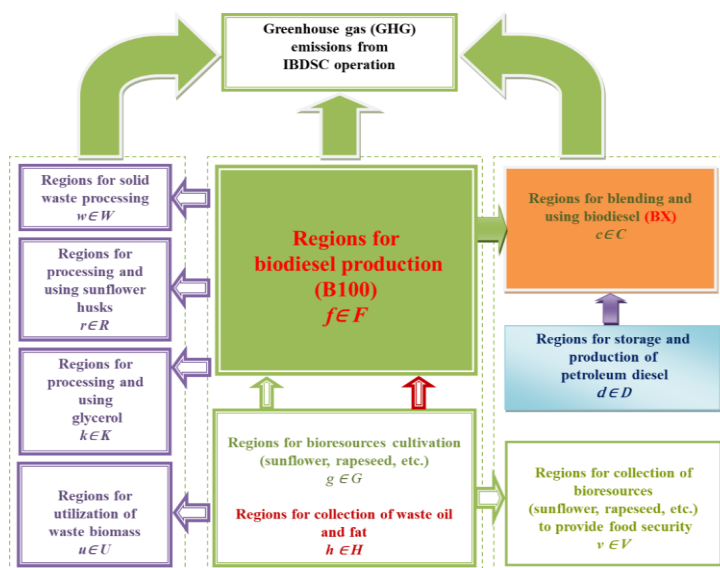 Greenhouse gas (GHG)
emissions from
IBDSC operation
Regions for solid
waste processing
w∈W
Regions for
processing and
using sunflower
husks
r∈R
Regions for
processing and
using
glycerol
k∈K
Regions for
utilization of
waste biomass
u∈U
Regions for
biodiesel production
(B100)
f∈F
Regions for bioresources cultivation
(sunflower, rapeseed, etc.)
g ∈G
Regions for collection of waste oil
and fat
h ∈H
Regions for blending and
using biodiesel (BX)
c∈C
Regions for storage and
production of
petroleum diesel
d∈D
Regions for collection of
bioresources
(sunflower, rapeseed, etc.)
to provide food security
v ∈V